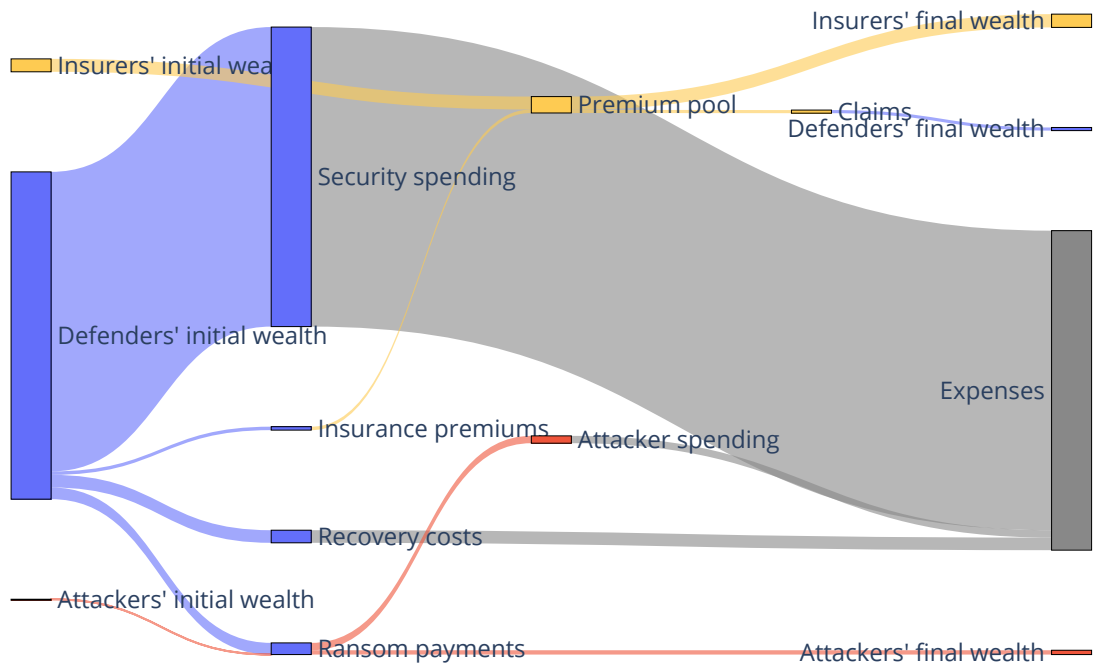 Insurers' final wealth
Insurers' initial wea
Premium pool
Claims
Defenders' final wealth
Security spending
Defenders' initial wealth
Expenses
Insurance premiums
Attacker spending
Recovery costs
Attackers' initial wealth
Ransom payments
Attackers' final wealth